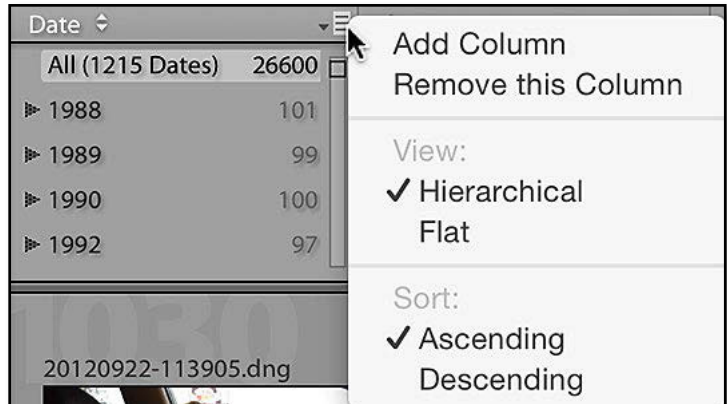 Date
All (1215 Dates) 26600
1988 101
1989 99
1990 100
1992 97
1030
20120922-113905.dng
Add Column
Remove this Column
View:
✓ Hierarchical
Flat
Sort:
✓ Ascending
Descending